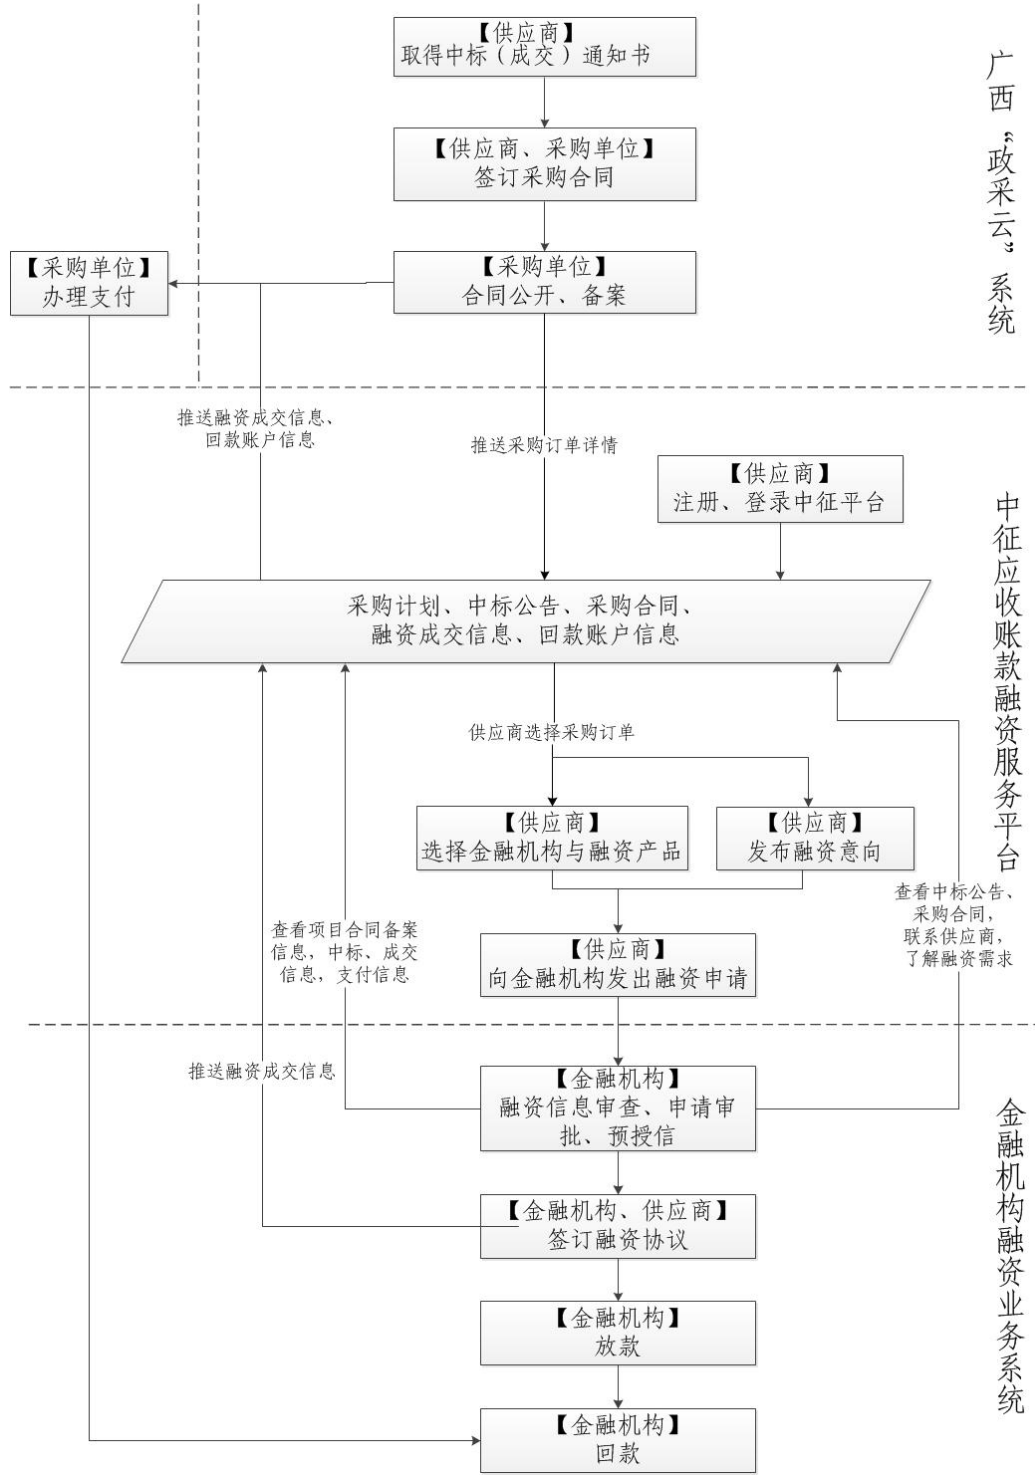 【供应商】
取得中标（成交）通知书
【供应商、采购单位】
签订采购合同
【采购单位】
合同公开、备案
【采购单位】
办理支付
广西“政采云”系统
推送融资成交信息、
回款账户信息
推送采购订单详情
【供应商】
注册、登录中征平台
采购计划、中标公告、采购合同、
融资成交信息、回款账户信息
供应商选择采购订单
【供应商】
选择金融机构与融资产品
【供应商】
发布融资意向
中征应收账款融资服务平台
查看项目合同备案
信息，中标、成交
信息，支付信息
【供应商】
向金融机构发出融资申请
查看中标公告、
采购合同，
联系供应商，
了解融资需求
推送融资成交信息
【金融机构】
融资信息审查、申请审
批、预授信
【金融机构、供应商】
签订融资协议
【金融机构】
放款
【金融机构】
回款
金融机构融资业务系统